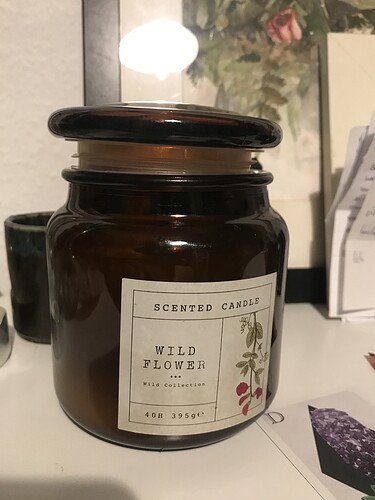 SCENTED CANDLE
WILD
FLOWER
Wild Collection
40H 395g℮
D